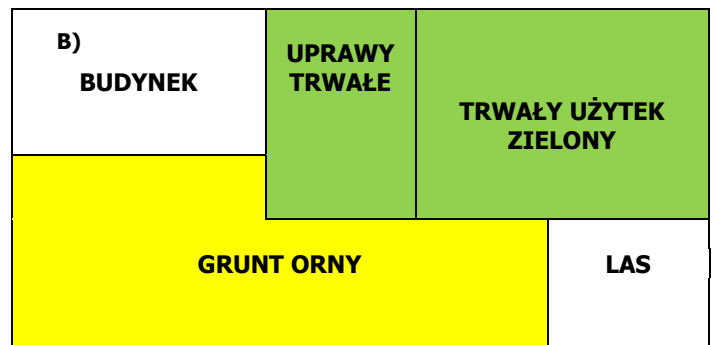 B)
BUDYNEK
UPRAWY
TRWAŁE
TRWAŁY UŻYTEK
ZIELONY
GRUNT ORNY
LAS